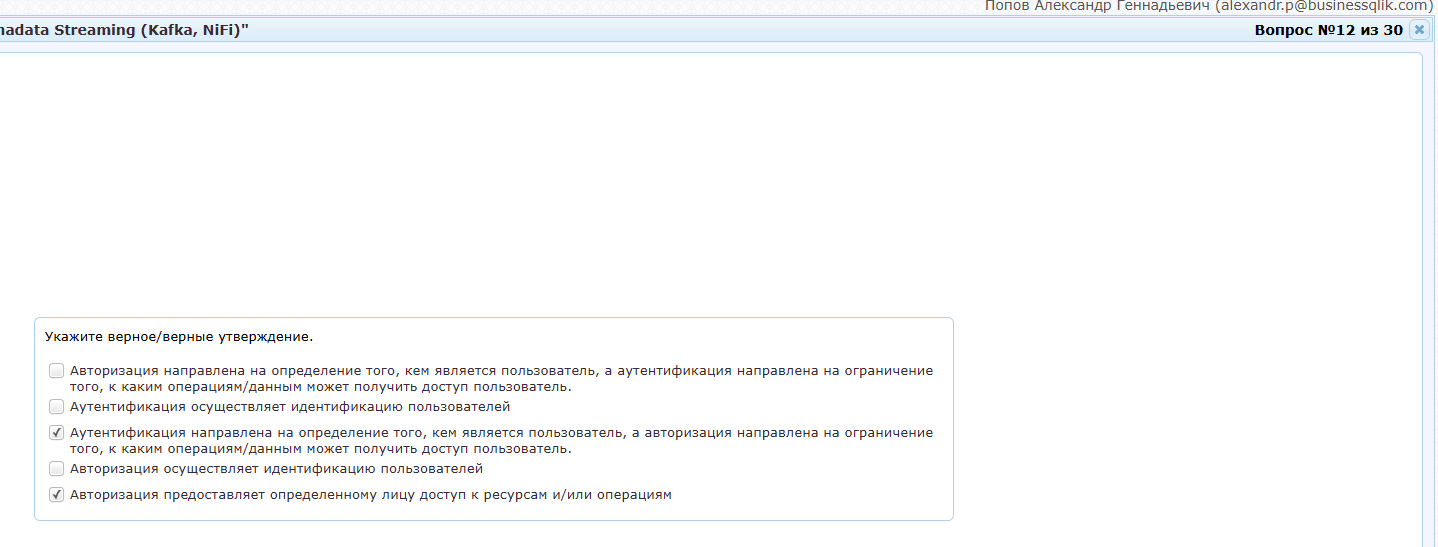 Попов Александр Геннадьевич (alexandr.p@businessqlik.com)
nadata Streaming (Kafka, NiFi)"
Вопрос №12 из 30
Укажите верное/верные утверждение.
Авторизация направлена на определение того, кем является пользователь, а аутентификация направлена на ограничение
того, к каким операциям/данным может получить доступ пользователь.
Аутентификация осуществляет идентификацию пользователей
Аутентификация направлена на определение того, кем является пользователь, а авторизация направлена на ограничение
того, к каким операциям/данным может получить доступ пользователь.
Авторизация осуществляет идентификацию пользователей
Авторизация предоставляет определенному лицу доступ к ресурсам и/или операциям